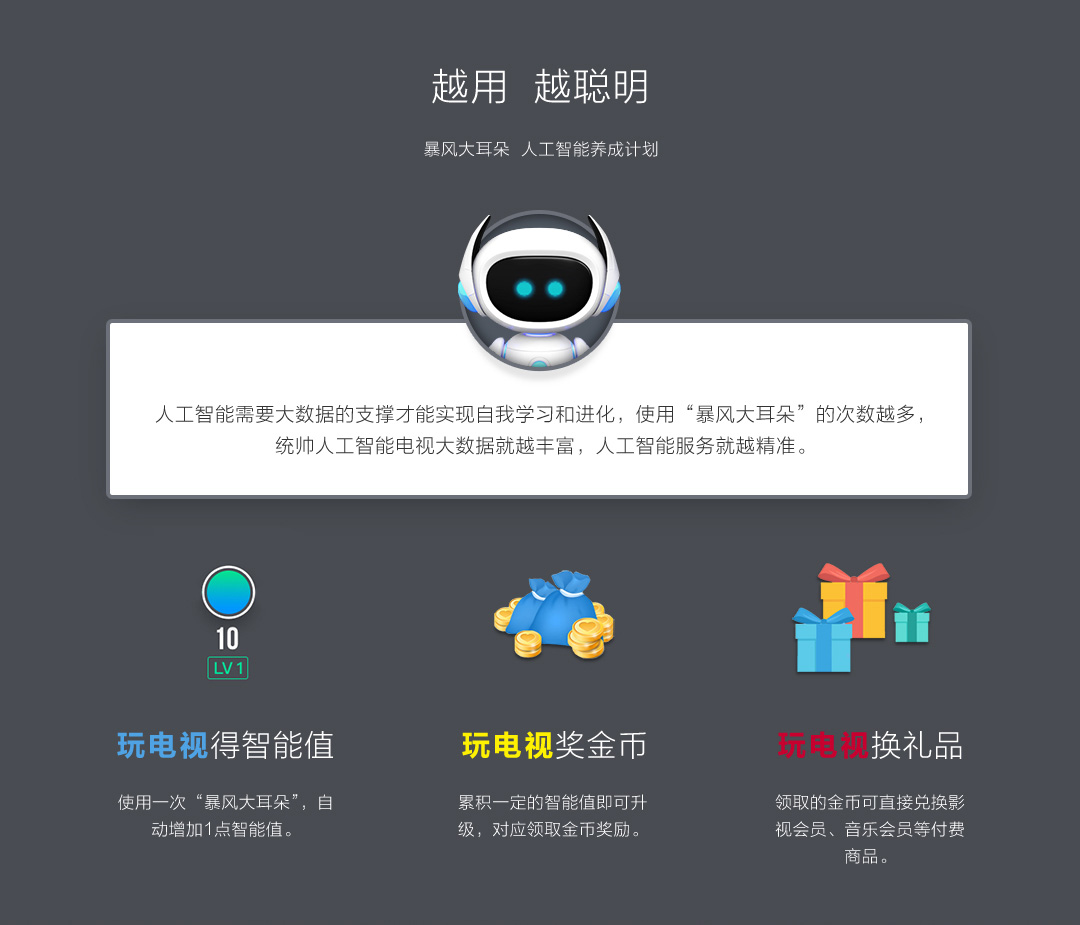 越用 越聪明
暴风大耳朵 人工智能养成计划
人工智能需要大数据的支撑才能实现自我学习和进化，使用“暴风大耳朵”的次数越多，
统帅人工智能电视大数据就越丰富，人工智能服务就越精准。
10
LV 1
玩电视得智能值
使用一次“暴风大耳朵”，自
动增加1点智能值。
玩电视奖金币
累积一定的智能值即可升
级，对应领取金币奖励。
玩电视换礼品
领取的金币可直接兑换影
视会员、音乐会员等付费
商品。